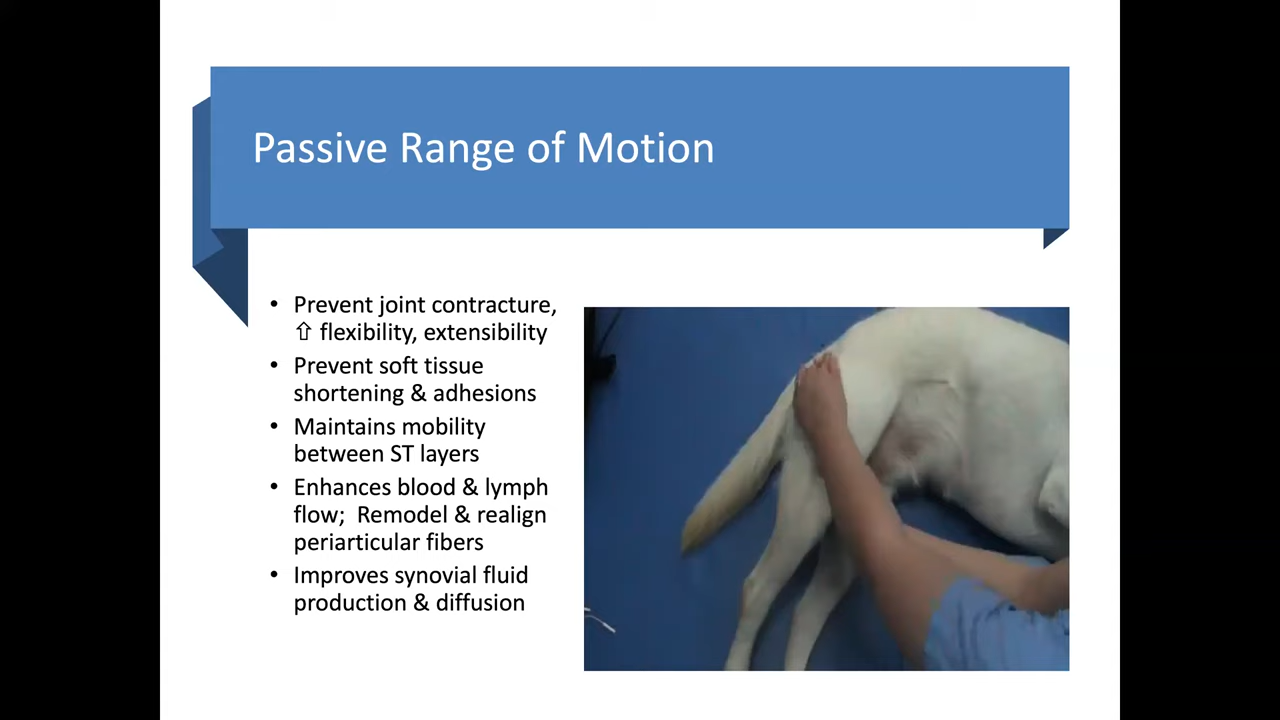 Passive Range of Motion
• Prevent joint contracture,
⇧ flexibility, extensibility
• Prevent soft tissue
shortening & adhesions
• Maintains mobility
between ST layers
• Enhances blood & lymph
flow;  Remodel & realign
periarticular fibers
• Improves synovial fluid
production & diffusion